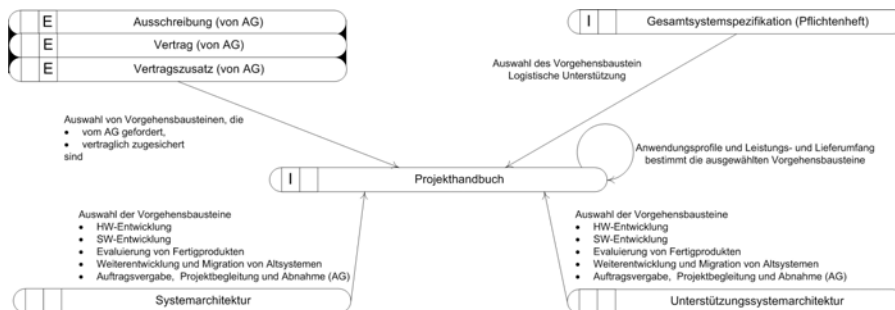 E Ausschreibung (von AG)
E Vertrag (von AG)
E Vertragszusatz (von AG)
I Gesamtsystemspezifikation (Pflichtenheft)
Auswahl des Vorgehensbaustein
Logistische Unterstützung
Auswahl von Vorgehensbausteinen, die
• vom AG gefordert,
• vertraglich zugesichert
sind
Anwendungsprofile und Leistungs- und Lieferumfang
bestimmt die ausgewählten Vorgehensbausteine
I Projekthandbuch
Auswahl der Vorgehensbausteine
• HW-Entwicklung
• SW-Entwicklung
• Evaluierung von Fertigprodukten
• Weiterentwicklung und Migration von Altsystemen
• Auftragsvergabe, Projektbegleitung und Abnahme (AG)
Systemarchitektur
Auswahl der Vorgehensbausteine
• HW-Entwicklung
• SW-Entwicklung
• Evaluierung von Fertigprodukten
• Weiterentwicklung und Migration von Altsystemen
• Auftragsvergabe, Projektbegleitung und Abnahme (AG)
Unterstützungssystemarchitektur